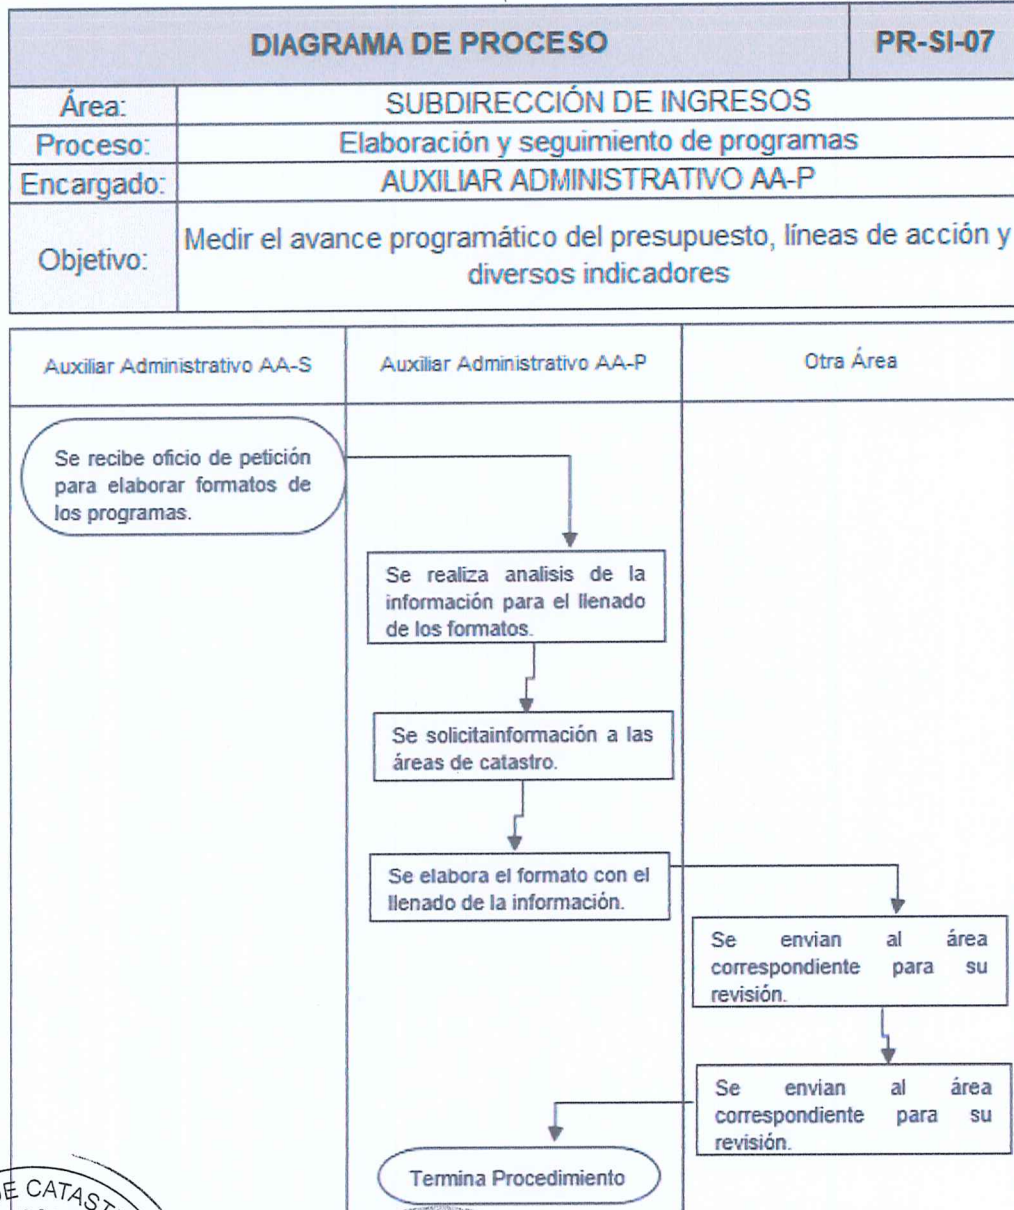 DIAGRAMA DE PROCESO PR-SI-07
Área: SUBDIRECCIÓN DE INGRESOS
Proceso: Elaboración y seguimiento de programas
Encargado: AUXILIAR ADMINISTRATIVO AA-P
Objetivo: Medir el avance programático del presupuesto, líneas de acción y
diversos indicadores
Auxiliar Administrativo AA-S Auxiliar Administrativo AA-P Otra Área
Se recibe oficio de petición
para elaborar formatos de
los programas.
Se realiza analisis de la
información para el llenado
de los formatos.
Se solicitainformación a las
áreas de catastro.
Se elabora el formato con el
llenado de la información.
Se envian al área
correspondiente para su
revisión.
Se envian al área
correspondiente para su
revisión.
Termina Procedimiento
E CATAST